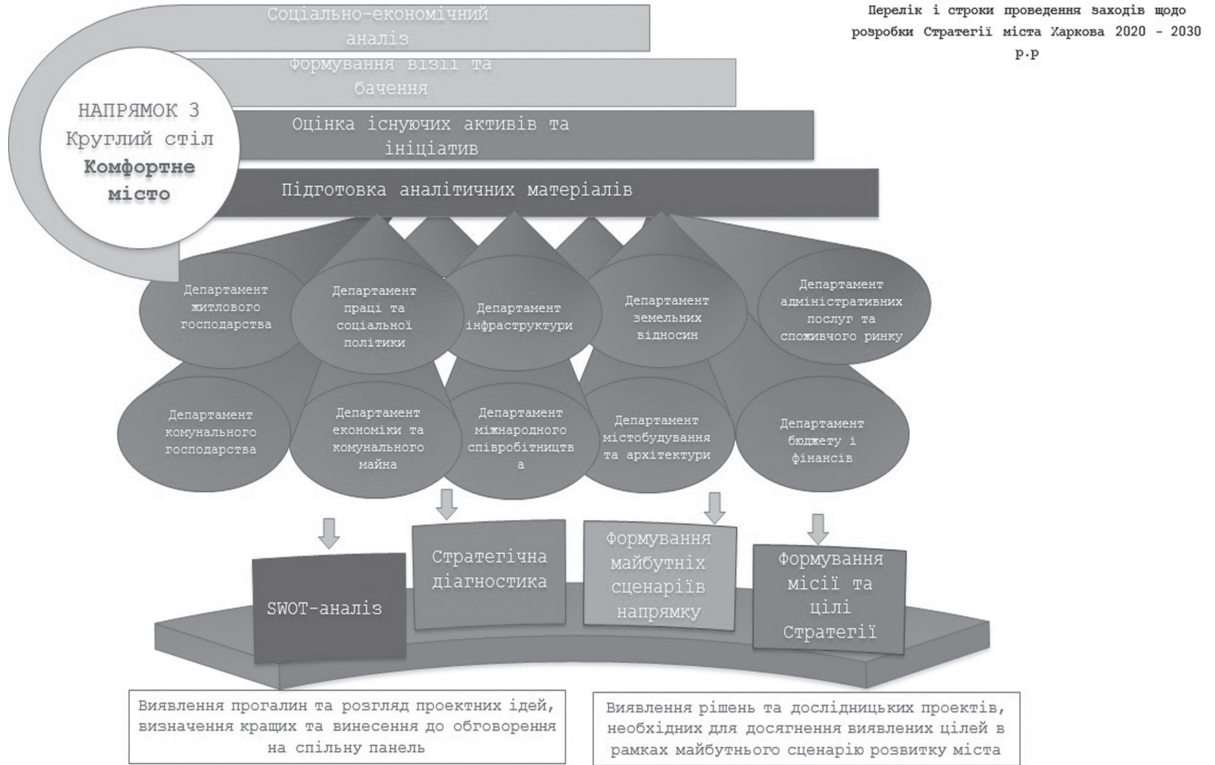 Перелік і строки проведення заходів щодо
розробки Стратегії міста Харкова 2020 - 2030
р.р
Соціально-економічний
аналіз
Формування візії та
бачення
НАПРЯМОК 3
Круглий стіл
Комфортне
місто
Оцінка існуючих активів та
ініціатив
Підготовка аналітичних матеріалів
Департамент
житлового
господарства
Департамент
праці та
соціальної
політики
Департамент
інфраструктури
Департамент
земельних
відносин
Департамент
адміністративних
послуг та
споживчого ринку
Департамент
комунального
господарства
Департамент
економіки та
комунального
майна
Департамент
міжнародного
співробітництв
а
Департамент
містобудування
та архітектури
Департамент
бюджету і
фінансів
SWOT-аналіз
Стратегічна
діагностика
Формування
майбутніх
сценаріїв
напрямку
Формування
місії та
цілі
Стратегії
Виявлення прогалин та розгляд проектних ідей,
визначення кращих та винесення до обговорення
на спільну панель
Виявлення рішень та дослідницьких проектів,
необхідних для досягнення виявлених цілей в
рамках майбутнього сценарію розвитку міста